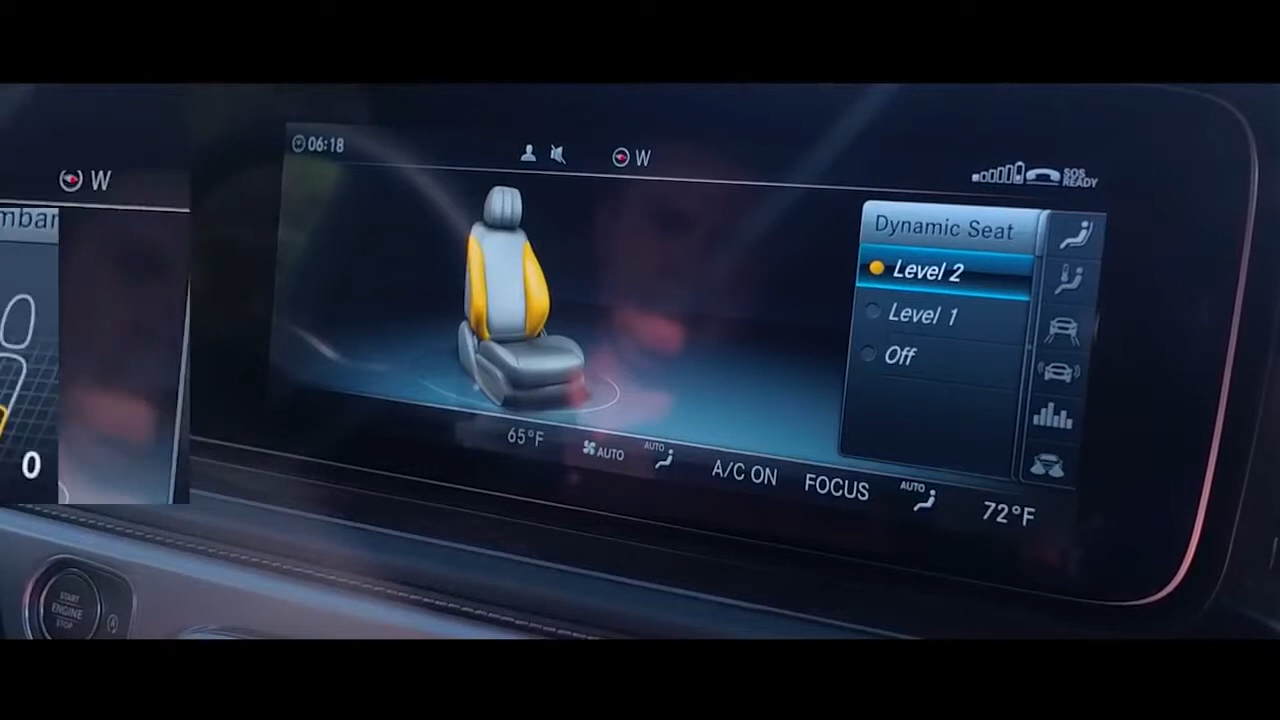 06:18
W
SOS
READY
W
mbar
Dynamic Seat
Level 2
Level 1
Off
0
65°F
AUTO
AUTO
A/C ON
FOCUS
AUTO
72°F
START
ENGINE
STOP